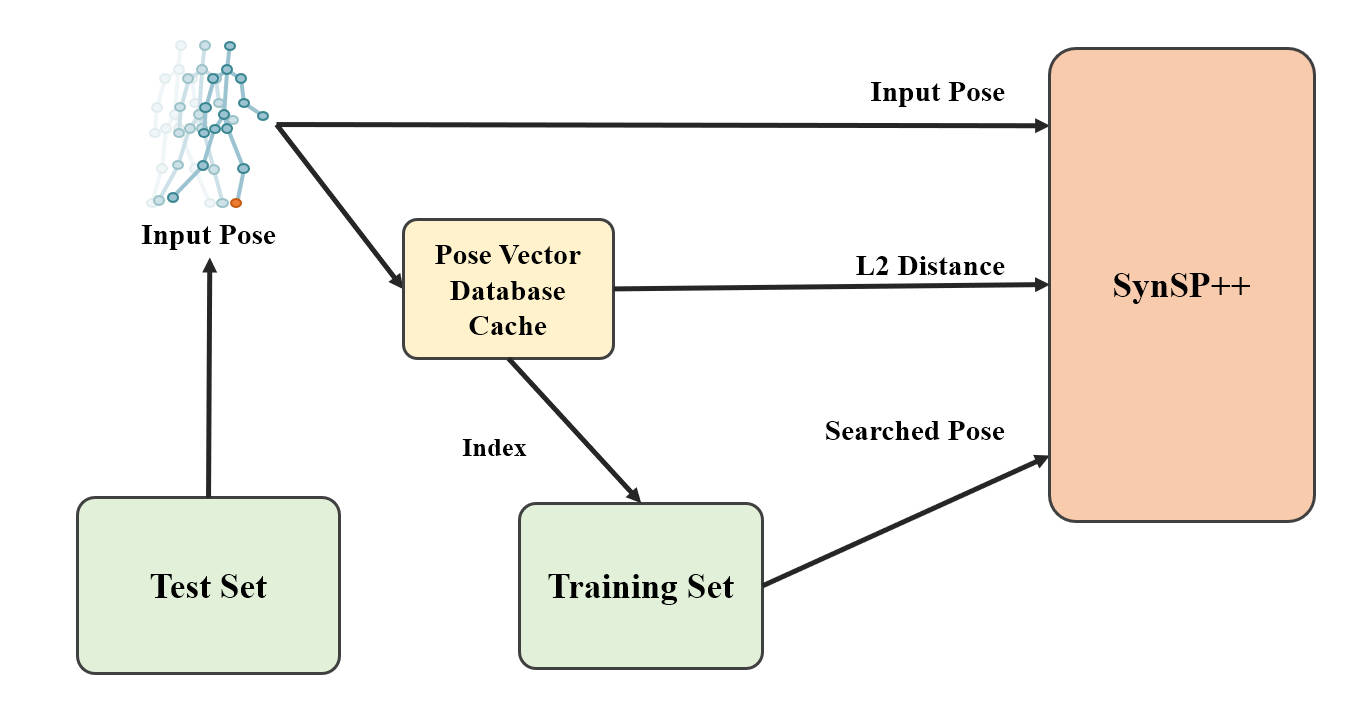 Input Pose
Input Pose
Pose Vector
Database
Cache
L2 Distance
SynSP++
Index
Searched Pose
Test Set
Training Set